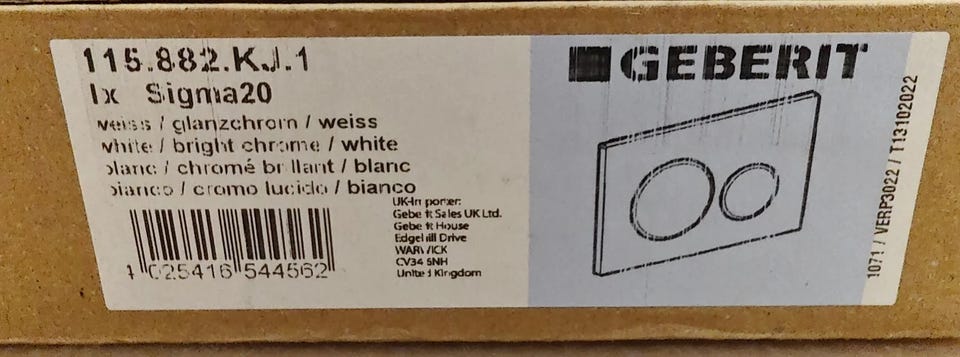 115.882.KJ.1
1x Sigma20
weiss / glanzchrom / weiss
white / bright chrome / white
blanc / chromé brillant / blanc
bianco / cromo lucido / bianco
4 025416 544562
UK-Importer:
Geberit Sales UK Ltd.
Geberit House
Edgehill Drive
WARWICK
CV34 6NH
United Kingdom
GEBERIT
1071 / VERP3022 / T13102022